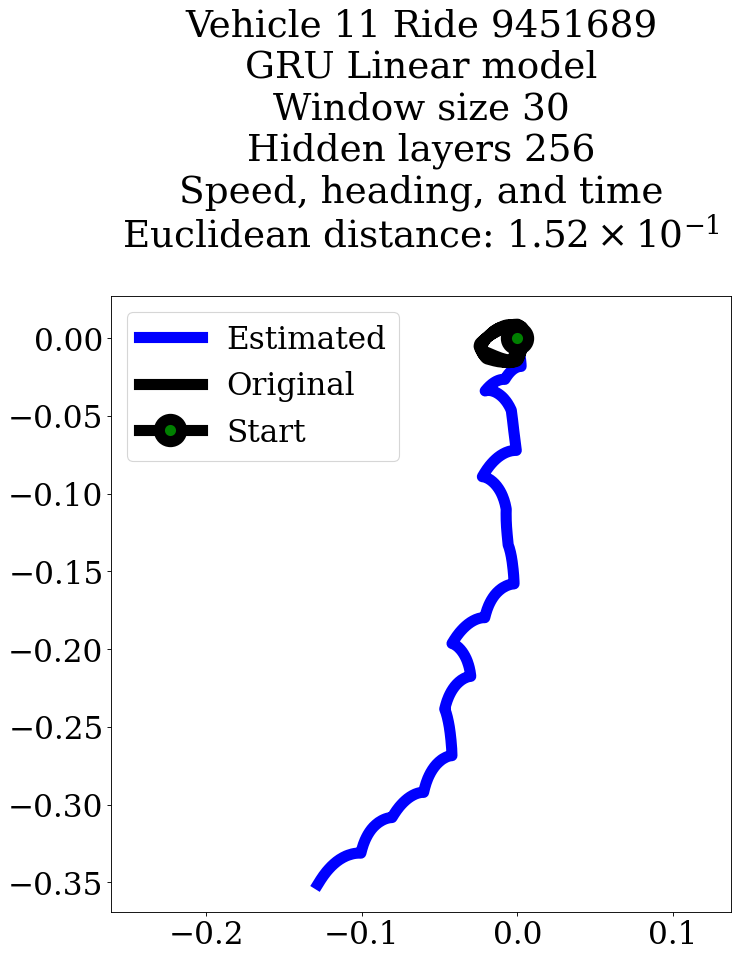 Vehicle 11 Ride 9451689
GRU Linear model
Window size 30
Hidden layers 256
Speed, heading, and time
Euclidean distance: 1.52 × 10⁻¹
Estimated
Original
Start
0.00
−0.05
−0.10
−0.15
−0.20
−0.25
−0.30
−0.35
−0.2
−0.1
0.0
0.1